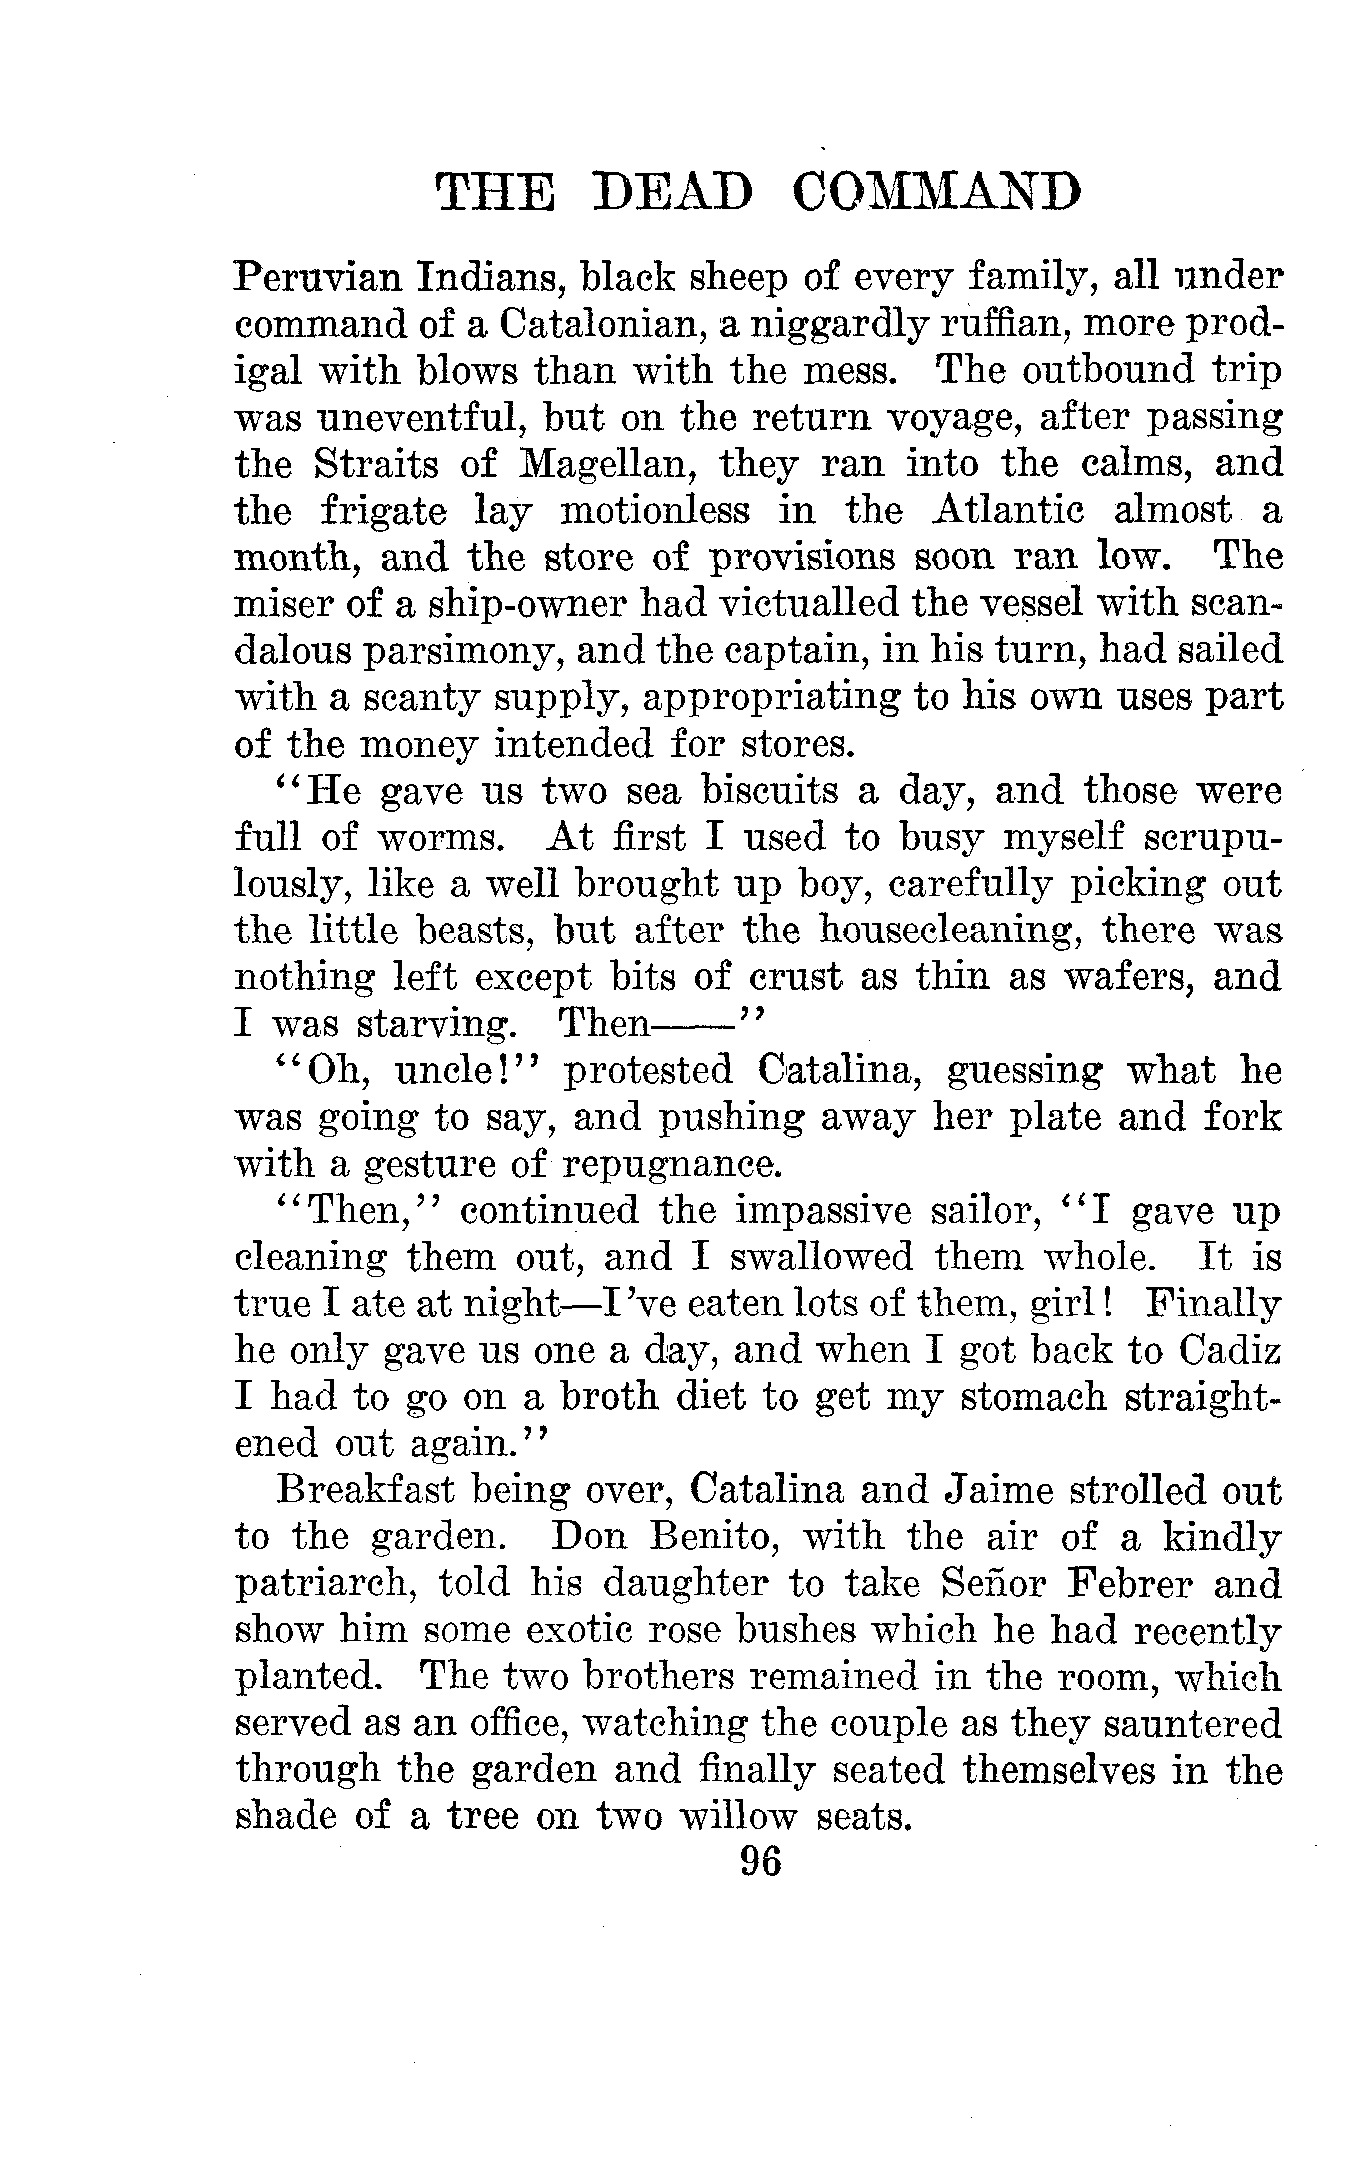 THE DEAD COMMAND
Peruvian Indians, black sheep of every family, all under
command of a Catalonian, a niggardly ruffian, more prod-
igal with blows than with the mess. The outbound trip
was uneventful, but on the return voyage, after passing
the Straits of Magellan, they ran into the calms, and
the frigate lay motionless in the Atlantic almost a
month, and the store of provisions soon ran low. The
miser of a ship-owner had victualled the vessel with scan-
dalous parsimony, and the captain, in his turn, had sailed
with a scanty supply, appropriating to his own uses part
of the money intended for stores.
“He gave us two sea biscuits a day, and those were
full of worms. At first I used to busy myself scrupu-
lously, like a well brought up boy, carefully picking out
the little beasts, but after the housecleaning, there was
nothing left except bits of crust as thin as wafers, and
I was starving. Then——”
“Oh, uncle!” protested Catalina, guessing what he
was going to say, and pushing away her plate and fork
with a gesture of repugnance.
“Then,” continued the impassive sailor, “I gave up
cleaning them out, and I swallowed them whole. It is
true I ate at night—I’ve eaten lots of them, girl! Finally
he only gave us one a day, and when I got back to Cadiz
I had to go on a broth diet to get my stomach straight-
ened out again.”
Breakfast being over, Catalina and Jaime strolled out
to the garden. Don Benito, with the air of a kindly
patriarch, told his daughter to take Señor Febrer and
show him some exotic rose bushes which he had recently
planted. The two brothers remained in the room, which
served as an office, watching the couple as they sauntered
through the garden and finally seated themselves in the
shade of a tree on two willow seats.
96